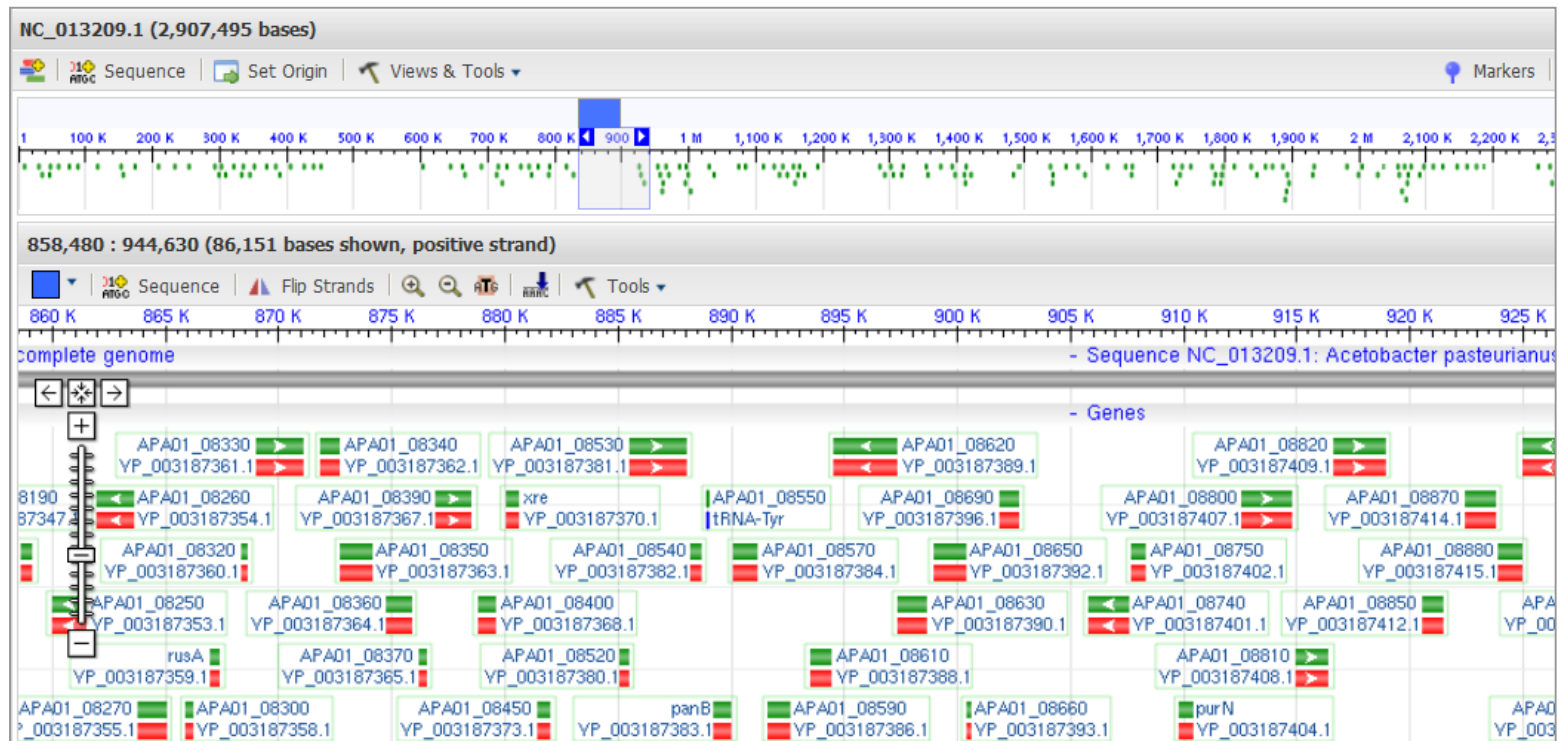 NC_013209.1 (2,907,495 bases)
Sequence Set Origin Views & Tools Markers
1 100 K 200 K 300 K 400 K 500 K 600 K 700 K 800 K 900 1 M 1,100 K 1,200 K 1,300 K 1,400 K 1,500 K 1,600 K 1,700 K 1,800 K 1,900 K 2 M 2,100 K 2,200 K 2,3
858,480 : 944,630 (86,151 bases shown, positive strand)
Sequence Flip Strands Tools
860 K 865 K 870 K 875 K 880 K 885 K 890 K 895 K 900 K 905 K 910 K 915 K 920 K 925 K
complete genome - Sequence NC_013209.1: Acetobacter pasteurianus
- Genes
APA01_08330 APA01_08340 APA01_08530 APA01_08620 APA01_08820
YP_003187361.1 YP_003187362.1 YP_003187381.1 YP_003187389.1 YP_003187409.1
8190 APA01_08260 APA01_08390 xre APA01_08550 APA01_08690 APA01_08800 APA01_08870
87347 YP_003187354.1 YP_003187367.1 YP_003187370.1 tRNA-Tyr YP_003187396.1 YP_003187407.1 YP_003187414.1
APA01_08320 APA01_08350 APA01_08540 APA01_08570 APA01_08650 APA01_08750 APA01_08880
YP_003187360.1 YP_003187363.1 YP_003187382.1 YP_003187384.1 YP_003187392.1 YP_003187402.1 YP_003187415.1
APA01_08250 APA01_08360 APA01_08400 APA01_08630 APA01_08740 APA01_08850 APA
YP_003187353.1 YP_003187364.1 YP_003187368.1 YP_003187390.1 YP_003187401.1 YP_003187412.1 YP_00
rusA APA01_08370 APA01_08520 APA01_08610 APA01_08810
YP_003187359.1 YP_003187365.1 YP_003187380.1 YP_003187388.1 YP_003187408.1
APA01_08270 APA01_08300 APA01_08450 panB APA01_08590 APA01_08660 purN APA0
P_003187355.1 YP_003187358.1 YP_003187373.1 YP_003187383.1 YP_003187386.1 YP_003187393.1 YP_003187404.1 YP_003